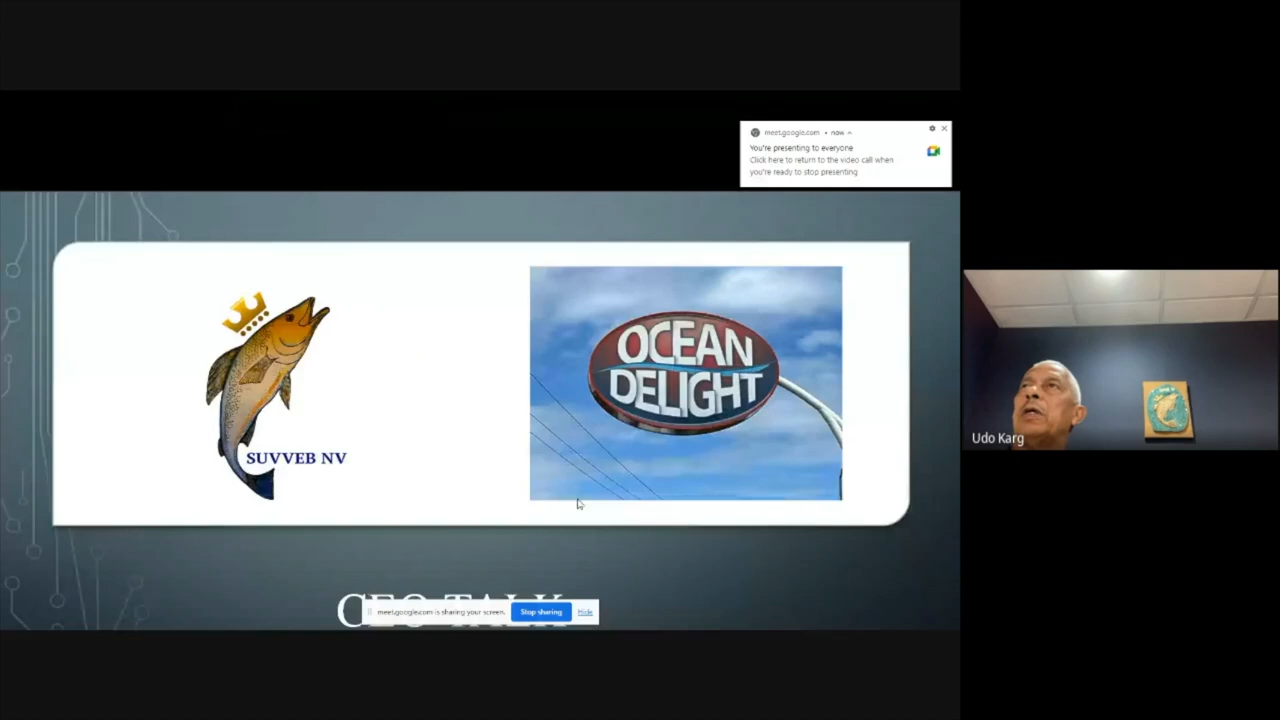 meet.google.com • now
You're presenting to everyone
Click here to return to the video call when
you're ready to stop presenting
OCEAN
DELIGHT
SUVVEB NV
Udo Karg
CEO TALK
meet.google.com is sharing your screen.
Stop sharing
Hide